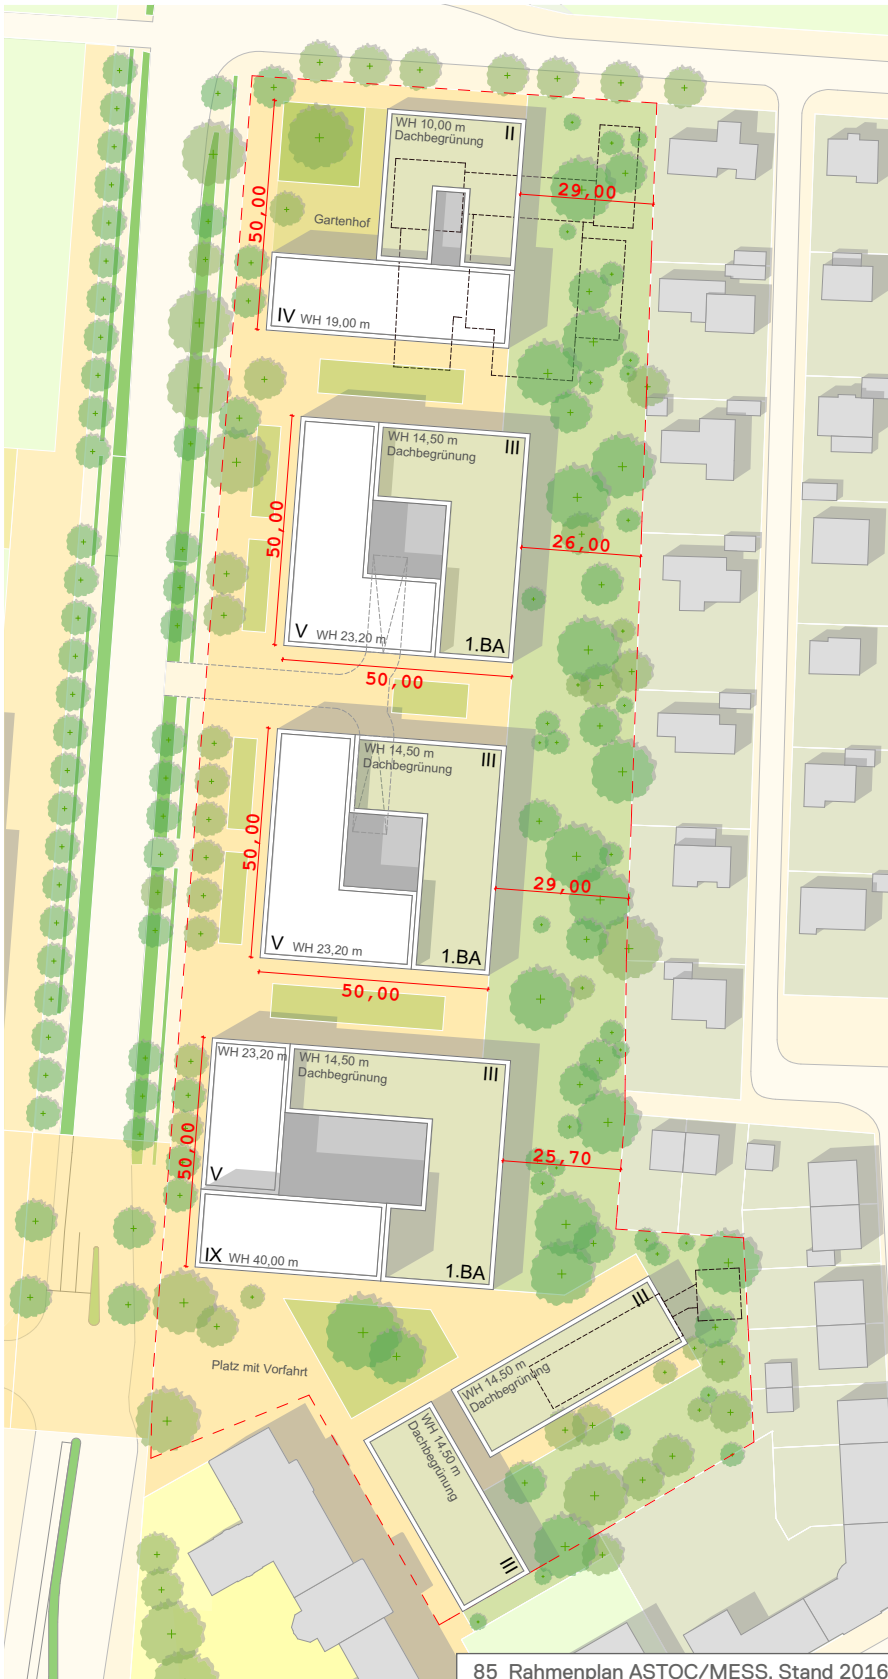 WH 10,00 m
Dachbegrünung
II
29,00
50,00
Gartenhof
IV WH 19,00 m
WH 14,50 m
Dachbegrünung
III
50,00
26,00
V WH 23,20 m
1.BA
50,00
WH 14,50 m
Dachbegrünung
III
50,00
29,00
V WH 23,20 m
1.BA
50,00
WH 23,20 m
WH 14,50 m
Dachbegrünung
III
50,00
25,70
V
IX WH 40,00 m
1.BA
III
Platz mit Vorfahrt
WH 14,50 m
Dachbegrünung
WH 14,50 m
Dachbegrünung
III
85 Rahmenplan ASTOC/MESS, Stand 2016